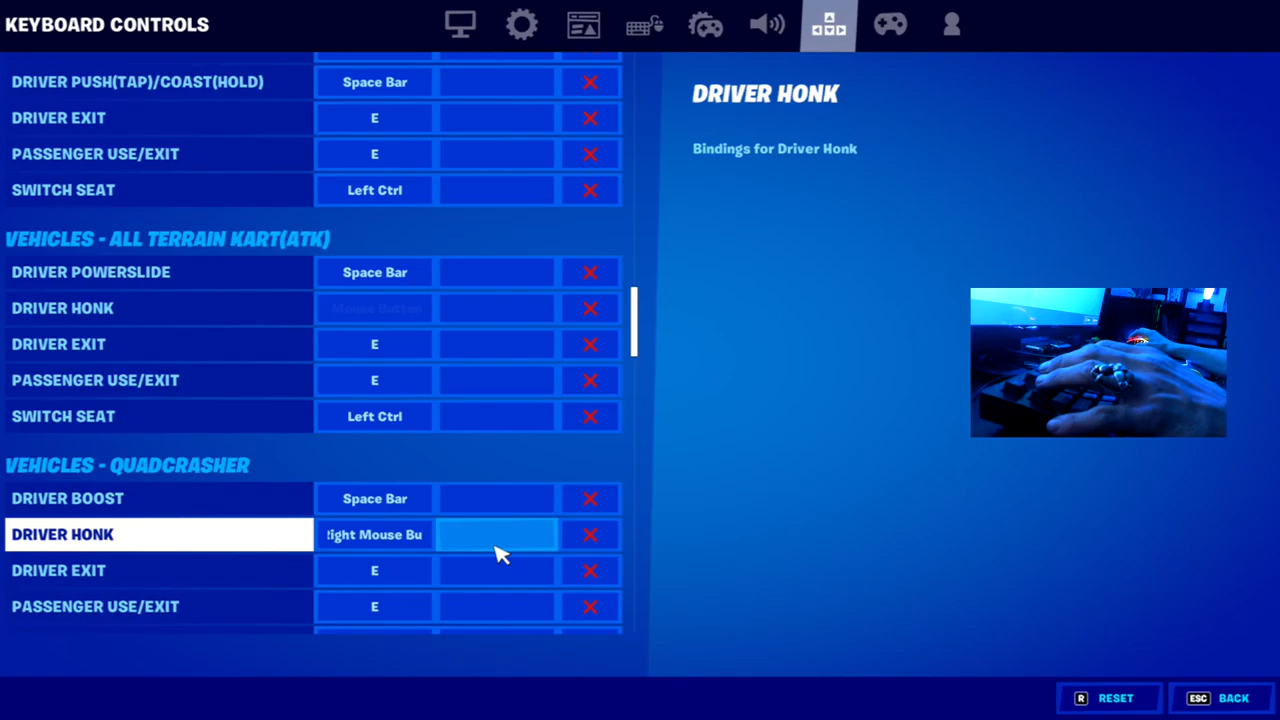 KEYBOARD CONTROLS
DRIVER PUSH(TAP)/COAST(HOLD) Space Bar
DRIVER EXIT E
PASSENGER USE/EXIT E
SWITCH SEAT Left Ctrl
VEHICLES - ALL TERRAIN KART(ATK)
DRIVER POWERSLIDE Space Bar
DRIVER HONK Mouse Button
DRIVER EXIT E
PASSENGER USE/EXIT E
SWITCH SEAT Left Ctrl
VEHICLES - QUADCRASHER
DRIVER BOOST Space Bar
DRIVER HONK ight Mouse Bu
DRIVER EXIT E
PASSENGER USE/EXIT E
DRIVER HONK
Bindings for Driver Honk
R RESET
ESC BACK